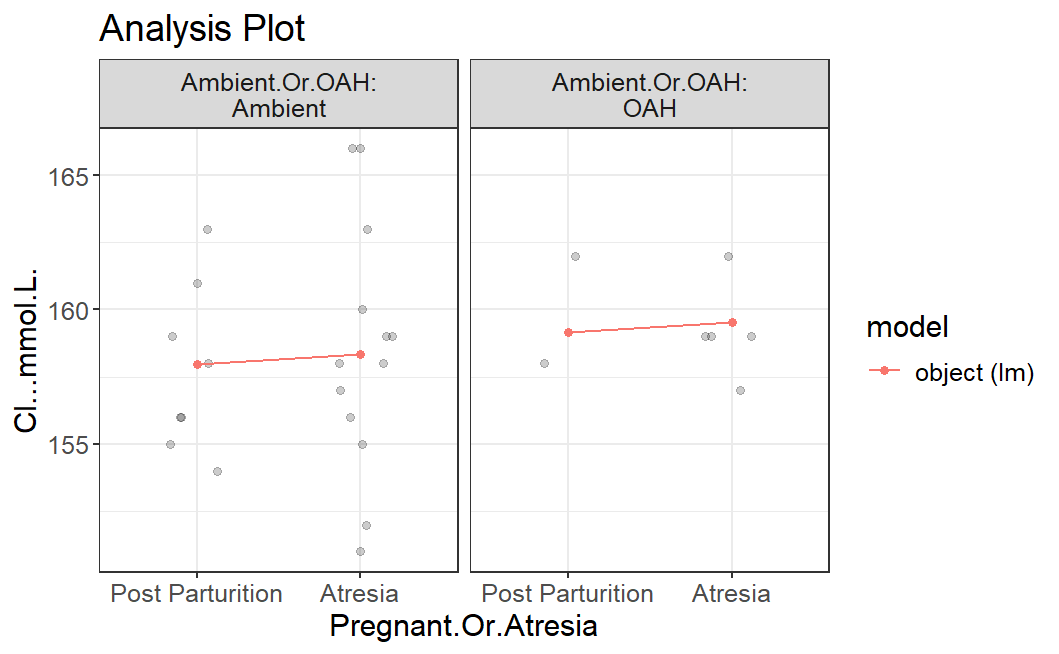 Analysis Plot
Ambient.Or.OAH:
Ambient
Ambient.Or.OAH:
OAH
165
160
155
Cl...mmol.L.
Post Parturition
Atresia
Post Parturition
Atresia
Pregnant.Or.Atresia
model
object (lm)